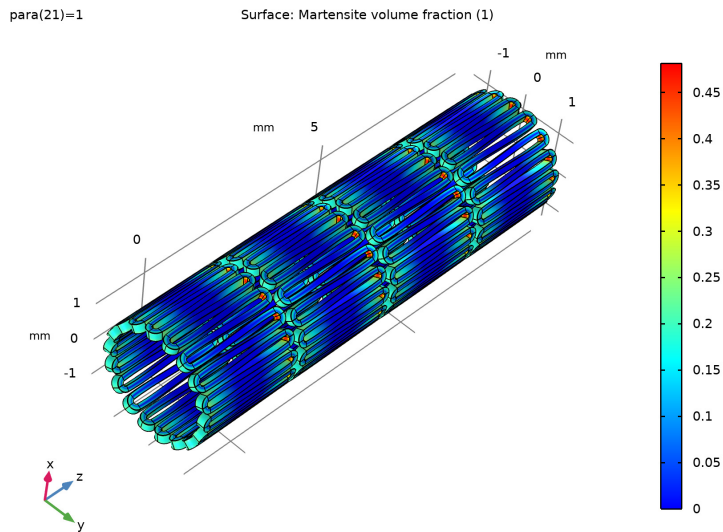 para(21)=1 Surface: Martensite volume fraction (1)
-1 mm
0
1
mm 5
0
1
mm 0
-1
0.45
0.4
0.35
0.3
0.25
0.2
0.15
0.1
0.05
0
x
z
y